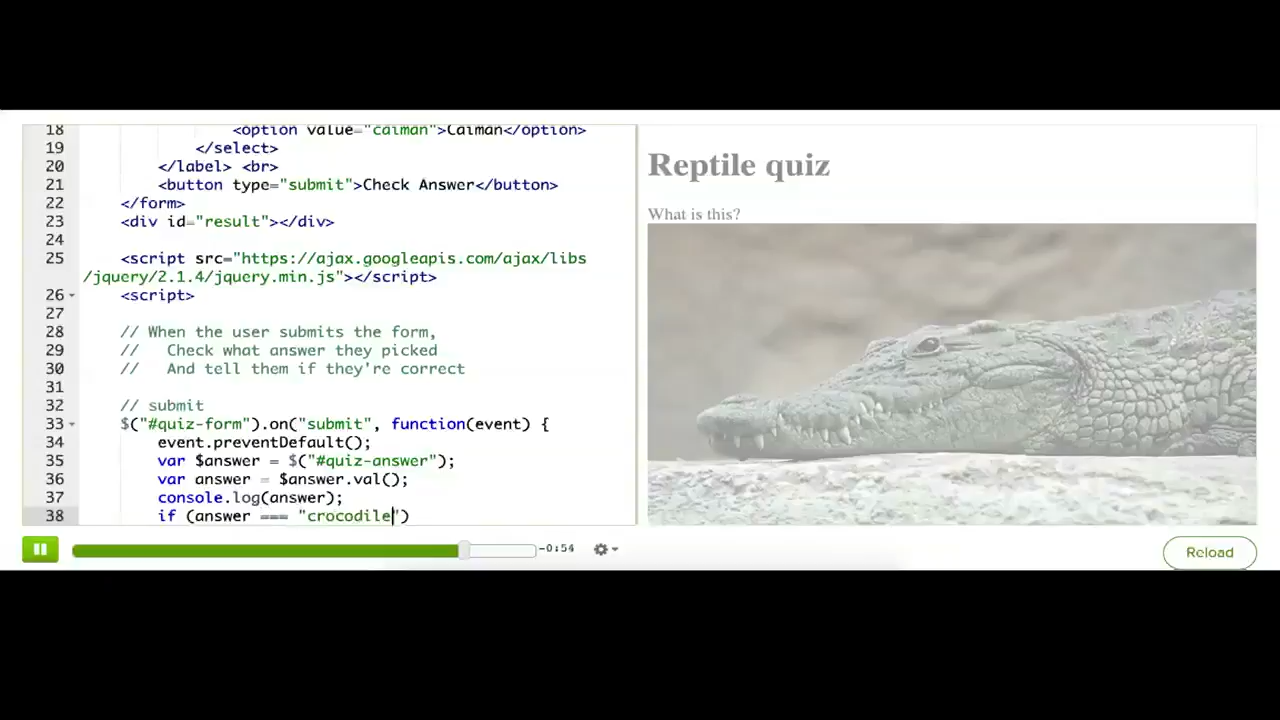 18 <option value="caiman">Caiman</option>
19 </select>
20 </label> <br>
21 <button type="submit">Check Answer</button>
22 </form>
23 <div id="result"></div>
24
25 <script src="https://ajax.googleapis.com/ajax/libs
/jquery/2.1.4/jquery.min.js"></script>
26 <script>
27
28 // When the user submits the form,
29 // Check what answer they picked
30 // And tell them if they're correct
31
32 // submit
33 $("#quiz-form").on("submit", function(event) {
34 event.preventDefault();
35 var $answer = $("#quiz-answer");
36 var answer = $answer.val();
37 console.log(answer);
38 if (answer === "crocodile")
Reptile quiz
What is this?
-0:54
Reload